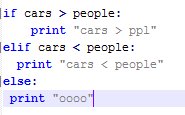 if cars > people:
    print "cars > ppl"
elif cars < people:
  print "cars < people"
else:
 print "oooo"